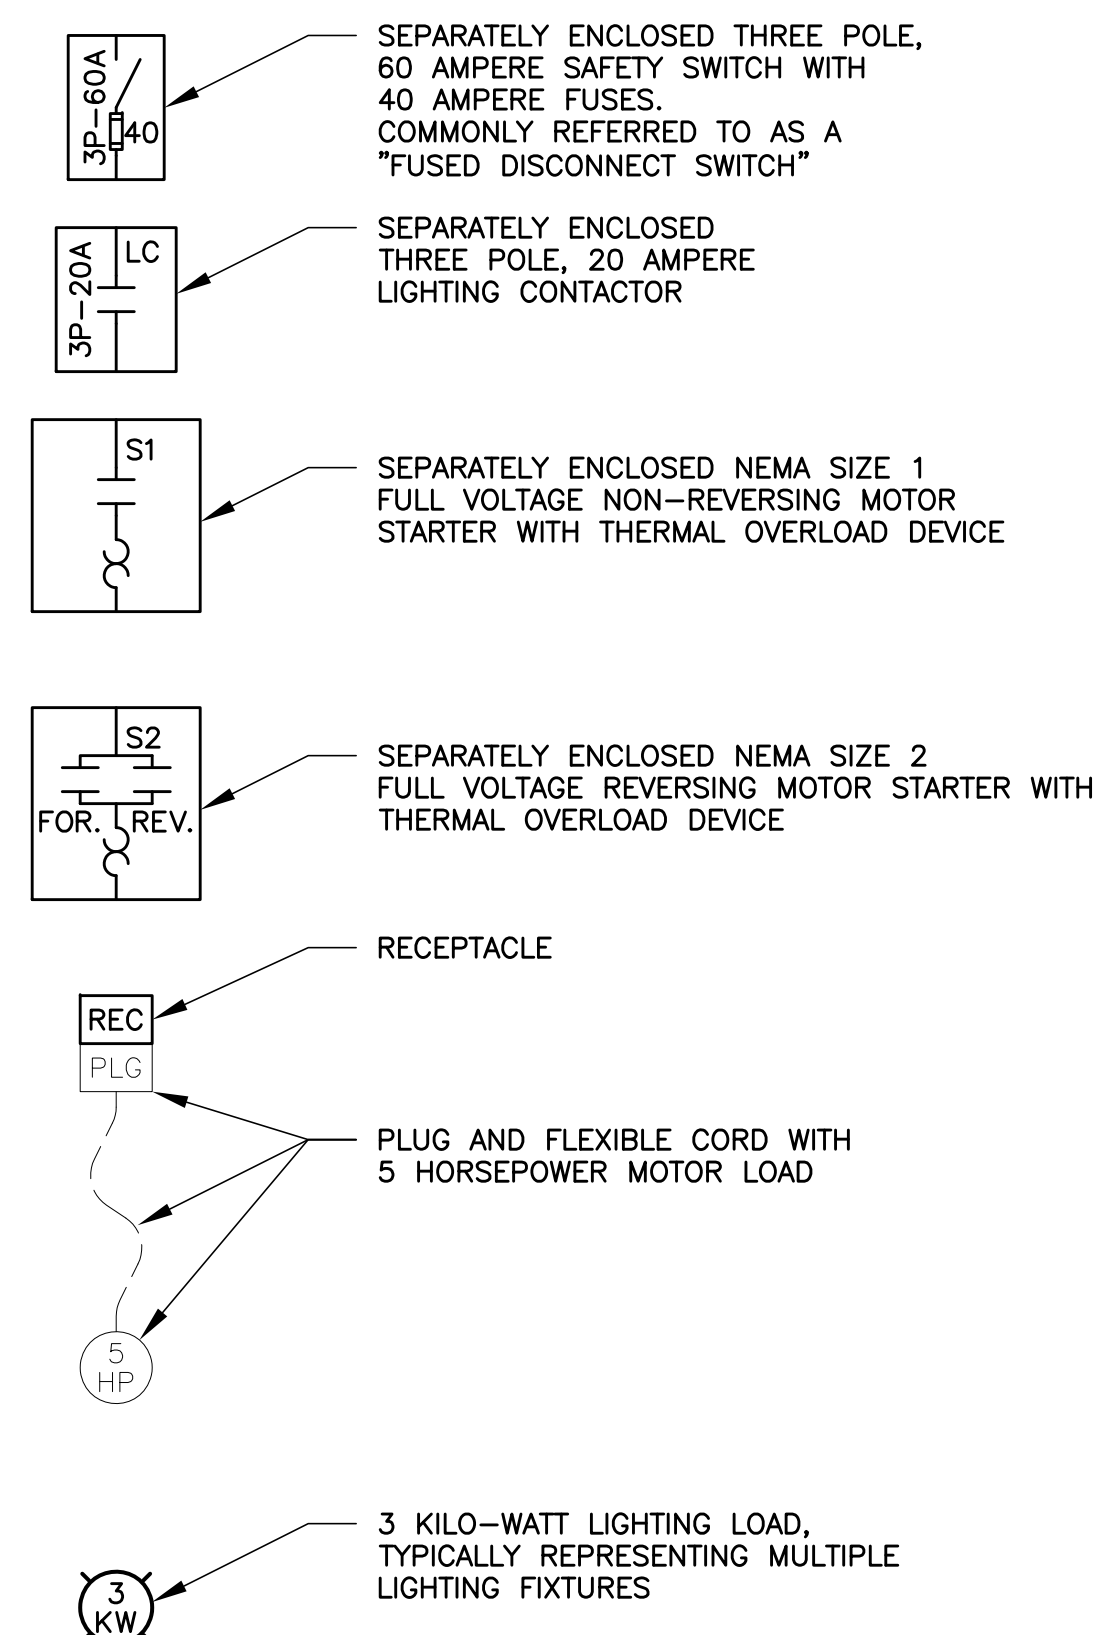 3P-60A
40
SEPARATELY ENCLOSED THREE POLE,
60 AMPERE SAFETY SWITCH WITH
40 AMPERE FUSES.
COMMONLY REFERRED TO AS A
"FUSED DISCONNECT SWITCH"
3P-20A
LC
SEPARATELY ENCLOSED
THREE POLE, 20 AMPERE
LIGHTING CONTACTOR
S1
SEPARATELY ENCLOSED NEMA SIZE 1
FULL VOLTAGE NON-REVERSING MOTOR
STARTER WITH THERMAL OVERLOAD DEVICE
S2
FOR. REV.
SEPARATELY ENCLOSED NEMA SIZE 2
FULL VOLTAGE REVERSING MOTOR STARTER WITH
THERMAL OVERLOAD DEVICE
RECEPTACLE
REC
PLG
PLUG AND FLEXIBLE CORD WITH
5 HORSEPOWER MOTOR LOAD
5
HP
3 KILO-WATT LIGHTING LOAD,
TYPICALLY REPRESENTING MULTIPLE
LIGHTING FIXTURES
3
KW